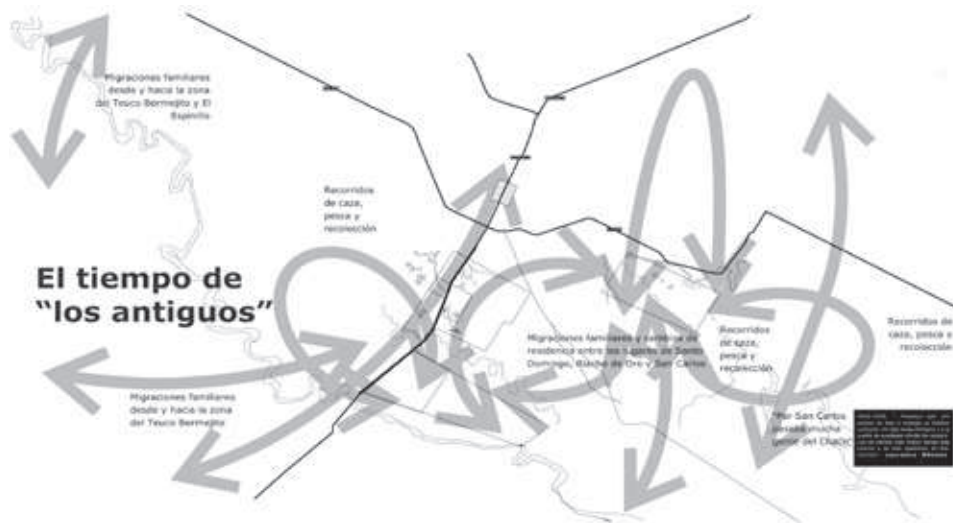 Migraciones familiares
desde y hacia la zona
del Teuco Bermejito y El
Espinillo
Recorridos
de caza,
pesca y
recolección
El tiempo de
“los antiguos”
Migraciones familiares y cambios de
residencia entre los lugares de Santo
Domingo, Riacho de Oro y San Carlos
Recorridos
de caza,
pesca y
recolección
Recorridos de
caza, pesca y
recolección
Migraciones familiares
desde y hacia la zona
del Teuco Bermejito
"Por San Carlos
pasaba mucha
gente del Chaco"